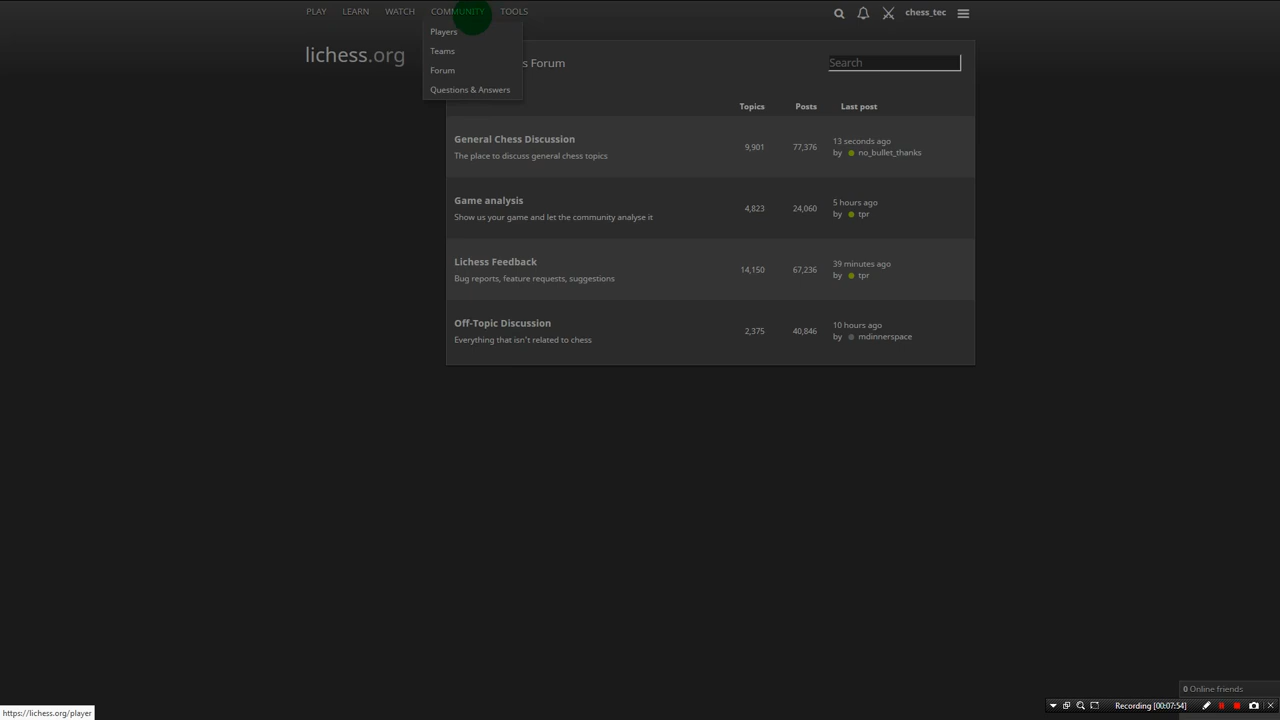 PLAY LEARN WATCH COMMUNITY TOOLS chess_tec
Players
Teams
Forum
Questions & Answers
lichess.org
s Forum
Search
Topics Posts Last post
General Chess Discussion
The place to discuss general chess topics
9,901 77,376
13 seconds ago
by no_bullet_thanks
Game analysis
Show us your game and let the community analyse it
4,823 24,060
5 hours ago
by tpr
Lichess Feedback
Bug reports, feature requests, suggestions
14,150 67,236
39 minutes ago
by tpr
Off-Topic Discussion
Everything that isn't related to chess
2,375 40,846
10 hours ago
by mdinnerspace
0 Online friends
Recording [00:07:54]
https://lichess.org/player